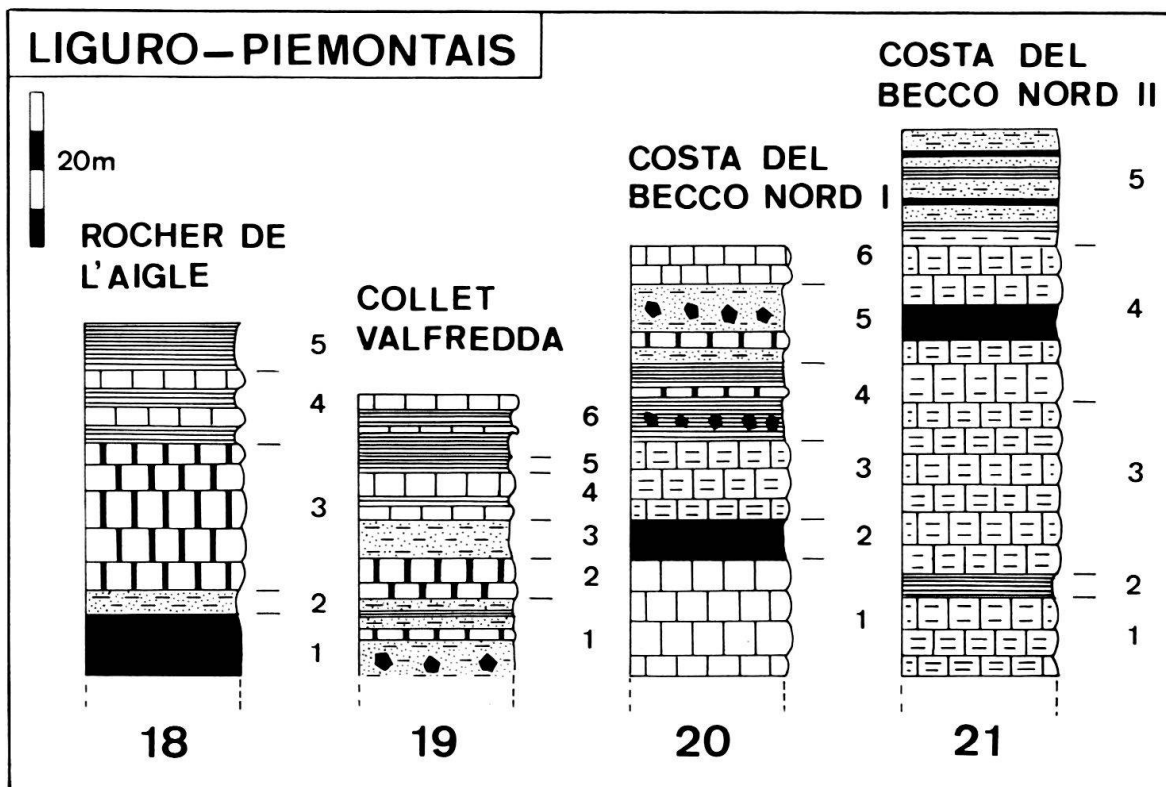 LIGURO–PIEMONTAIS
20m
ROCHER DE
L'AIGLE
5
4
3
2
1
18
COLLET
VALFREDDA
6
5
4
3
2
1
19
COSTA DEL
BECCO NORD I
6
5
4
3
2
1
20
COSTA DEL
BECCO NORD II
5
4
3
2
1
21